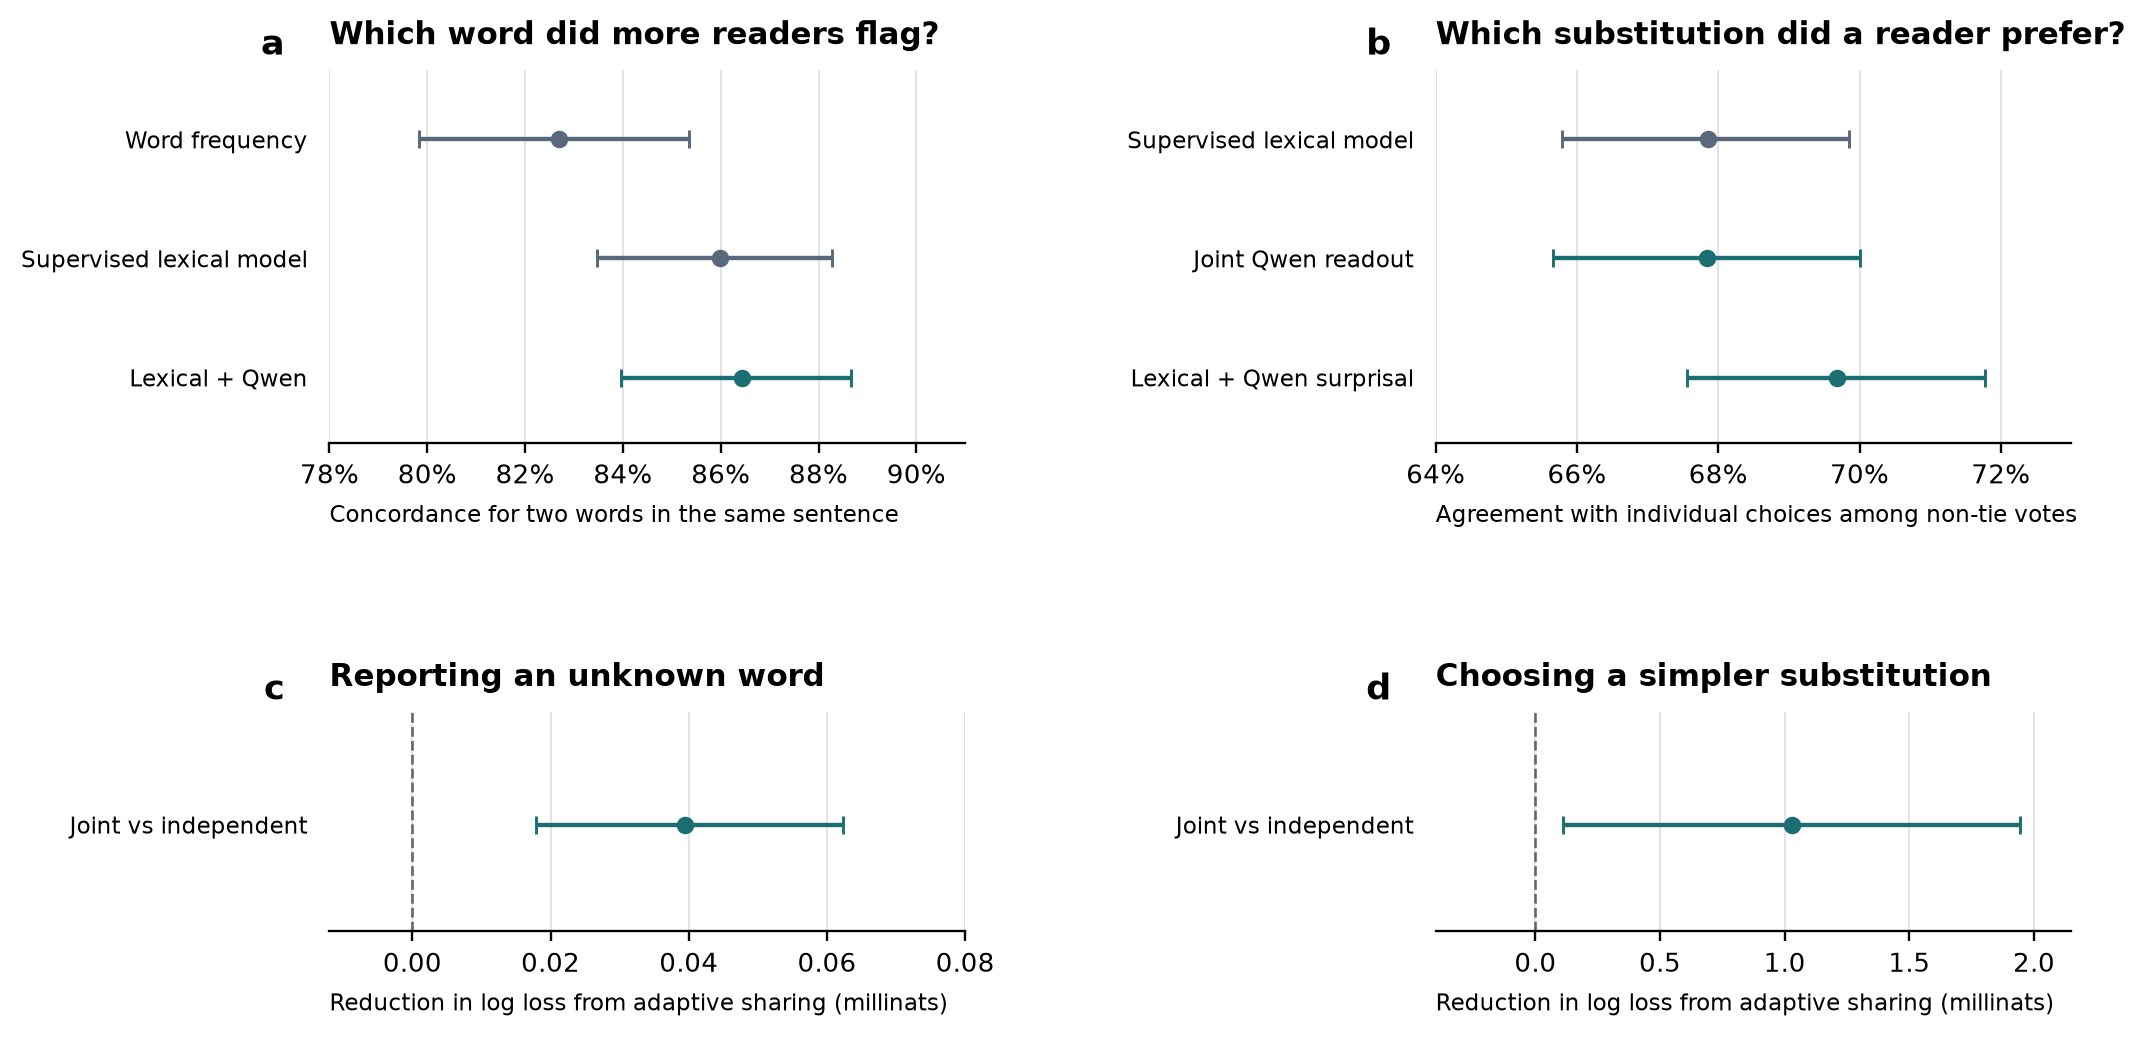 a
Which word did more readers flag?
Word frequency
Supervised lexical model
Lexical + Qwen
78% 80% 82% 84% 86% 88% 90%
Concordance for two words in the same sentence
b
Which substitution did a reader prefer?
Supervised lexical model
Joint Qwen readout
Lexical + Qwen surprisal
64% 66% 68% 70% 72%
Agreement with individual choices among non-tie votes
c
Reporting an unknown word
Joint vs independent
0.00 0.02 0.04 0.06 0.08
Reduction in log loss from adaptive sharing (millinats)
d
Choosing a simpler substitution
Joint vs independent
0.0 0.5 1.0 1.5 2.0
Reduction in log loss from adaptive sharing (millinats)